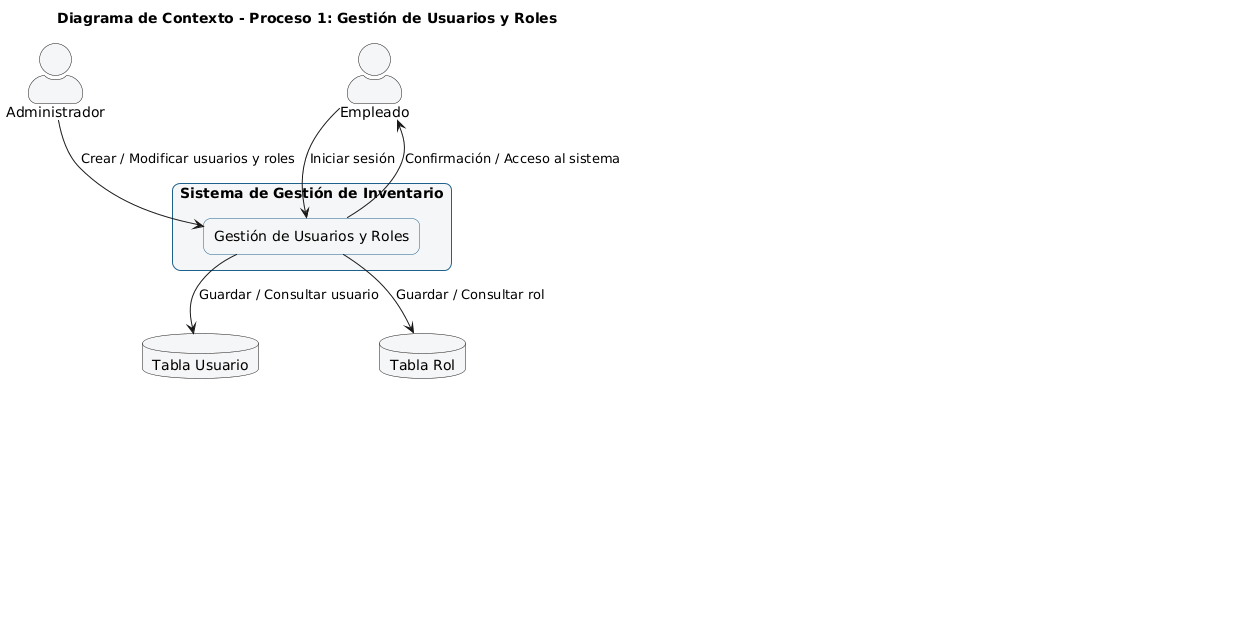 Diagrama de Contexto - Proceso 1: Gestión de Usuarios y Roles
Administrador
Empleado
Crear / Modificar usuarios y roles
Iniciar sesión
Confirmación / Acceso al sistema
Sistema de Gestión de Inventario
Gestión de Usuarios y Roles
Guardar / Consultar usuario
Guardar / Consultar rol
Tabla Usuario
Tabla Rol